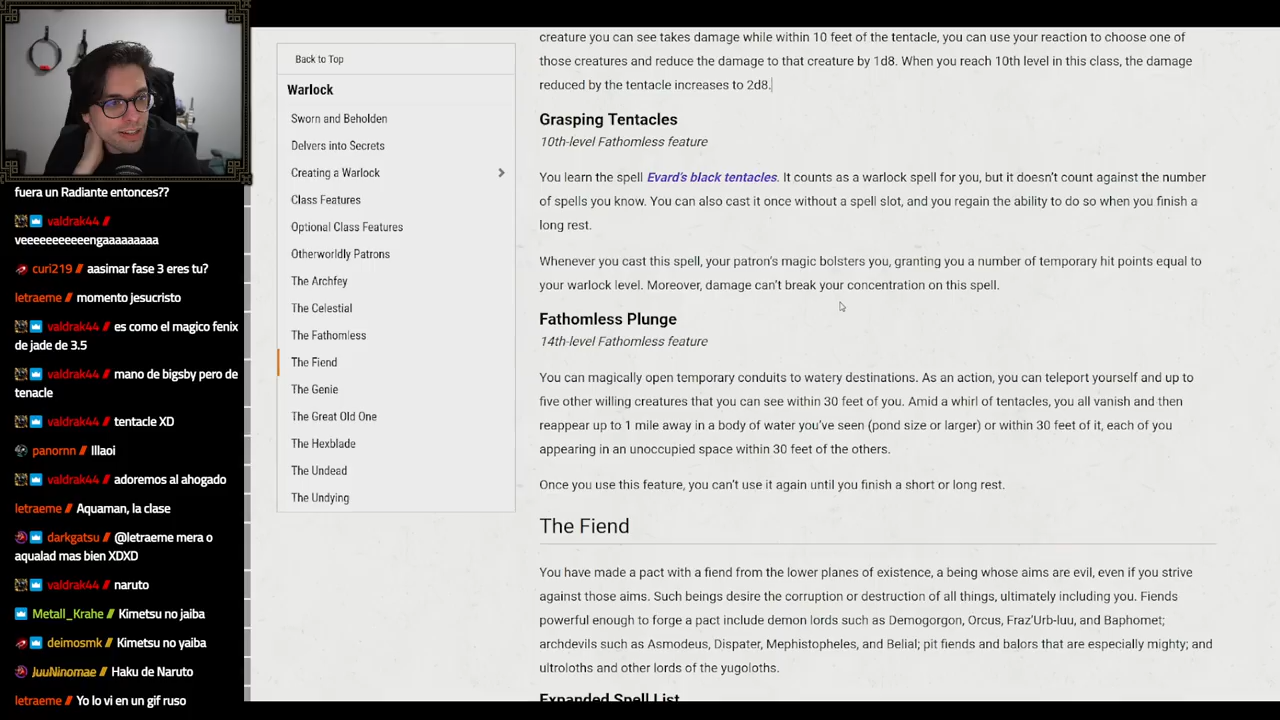 fuera un Radiante entonces??
valdrak44 //
veeeeeeeeeengaaaaaaaaa
curi219 // aasimar fase 3 eres tu?
letraeme // momento jesucristo
valdrak44 // es como el magico fenix
de jade de 3.5
valdrak44 // mano de bigsby pero de
tenacle
valdrak44 // tentacle XD
panornn // Illaoi
valdrak44 // adoremos al ahogado
letraeme // Aquaman, la clase
darkgatsu // @letraeme mera o
aqualad mas bien XDXD
valdrak44 // naruto
Metall_Krahe // Kimetsu no jaiba
deimosmk // Kimetsu no yaiba
JuuNinomae // Haku de Naruto
letraeme // Yo lo vi en un gif ruso
Back to Top
Warlock
Sworn and Beholden
Delvers into Secrets
Creating a Warlock
Class Features
Optional Class Features
Otherworldly Patrons
The Archfey
The Celestial
The Fathomless
The Fiend
The Genie
The Great Old One
The Hexblade
The Undead
The Undying
creature you can see takes damage while within 10 feet of the tentacle, you can use your reaction to choose one of
those creatures and reduce the damage to that creature by 1d8. When you reach 10th level in this class, the damage
reduced by the tentacle increases to 2d8.
Grasping Tentacles
10th-level Fathomless feature
You learn the spell Evard's black tentacles. It counts as a warlock spell for you, but it doesn't count against the number
of spells you know. You can also cast it once without a spell slot, and you regain the ability to do so when you finish a
long rest.
Whenever you cast this spell, your patron's magic bolsters you, granting you a number of temporary hit points equal to
your warlock level. Moreover, damage can't break your concentration on this spell.
Fathomless Plunge
14th-level Fathomless feature
You can magically open temporary conduits to watery destinations. As an action, you can teleport yourself and up to
five other willing creatures that you can see within 30 feet of you. Amid a whirl of tentacles, you all vanish and then
reappear up to 1 mile away in a body of water you've seen (pond size or larger) or within 30 feet of it, each of you
appearing in an unoccupied space within 30 feet of the others.
Once you use this feature, you can't use it again until you finish a short or long rest.
The Fiend
You have made a pact with a fiend from the lower planes of existence, a being whose aims are evil, even if you strive
against those aims. Such beings desire the corruption or destruction of all things, ultimately including you. Fiends
powerful enough to forge a pact include demon lords such as Demogorgon, Orcus, Fraz'Urb-luu, and Baphomet;
archdevils such as Asmodeus, Dispater, Mephistopheles, and Belial; pit fiends and balors that are especially mighty; and
ultroloths and other lords of the yugoloths.
Expanded Spell List